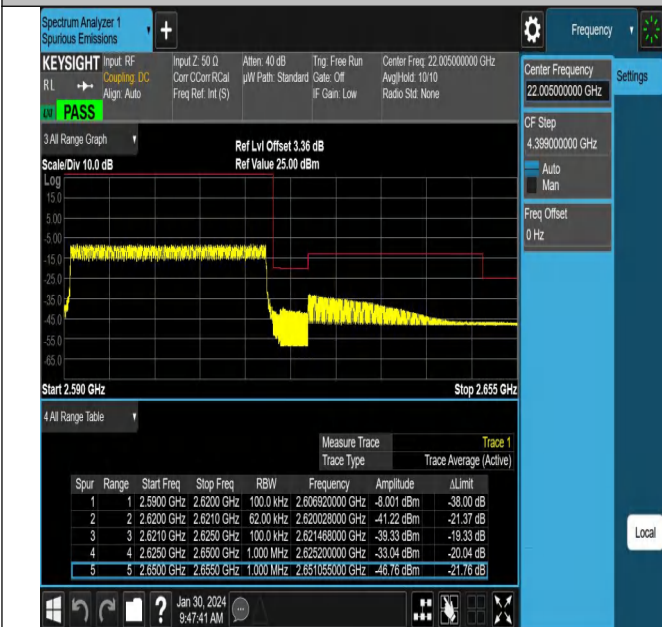 Spectrum Analyzer 1
Spurious Emissions
+
Frequency
KEYSIGHT Input: RF Input Z: 50 Ω Atten: 40 dB Trig: Free Run Center Freq: 22.005000000 GHz
RL Coupling: DC Corr CCorr RCal µW Path: Standard Gate: Off Avg|Hold: 10/10
Align: Auto Freq Ref: Int (S) IF Gain: Low Radio Std: None
PASS
Center Frequency
22.005000000 GHz
Settings
CF Step
4.399000000 GHz
Auto
Man
Freq Offset
0 Hz
3 All Range Graph
Ref Lvl Offset 3.36 dB
Scale/Div 10.0 dB Ref Value 25.00 dBm
Log
15.0
5.00
-5.00
-15.0
-25.0
-35.0
-45.0
-55.0
-65.0
Start 2.590 GHz Stop 2.655 GHz
4 All Range Table
Measure Trace Trace 1
Trace Type Trace Average (Active)
Spur Range Start Freq Stop Freq RBW Frequency Amplitude ΔLimit
1 1 2.5900 GHz 2.6200 GHz 100.0 kHz 2.606920000 GHz -8.001 dBm -38.00 dB
2 2 2.6200 GHz 2.6210 GHz 62.00 kHz 2.620028000 GHz -41.22 dBm -21.37 dB
3 3 2.6210 GHz 2.6250 GHz 100.0 kHz 2.621468000 GHz -39.33 dBm -19.33 dB
4 4 2.6250 GHz 2.6500 GHz 1.000 MHz 2.625200000 GHz -33.04 dBm -20.04 dB
5 5 2.6500 GHz 2.6550 GHz 1.000 MHz 2.651055000 GHz -46.76 dBm -21.76 dB
Local
? Jan 30, 2024
9:47:41 AM